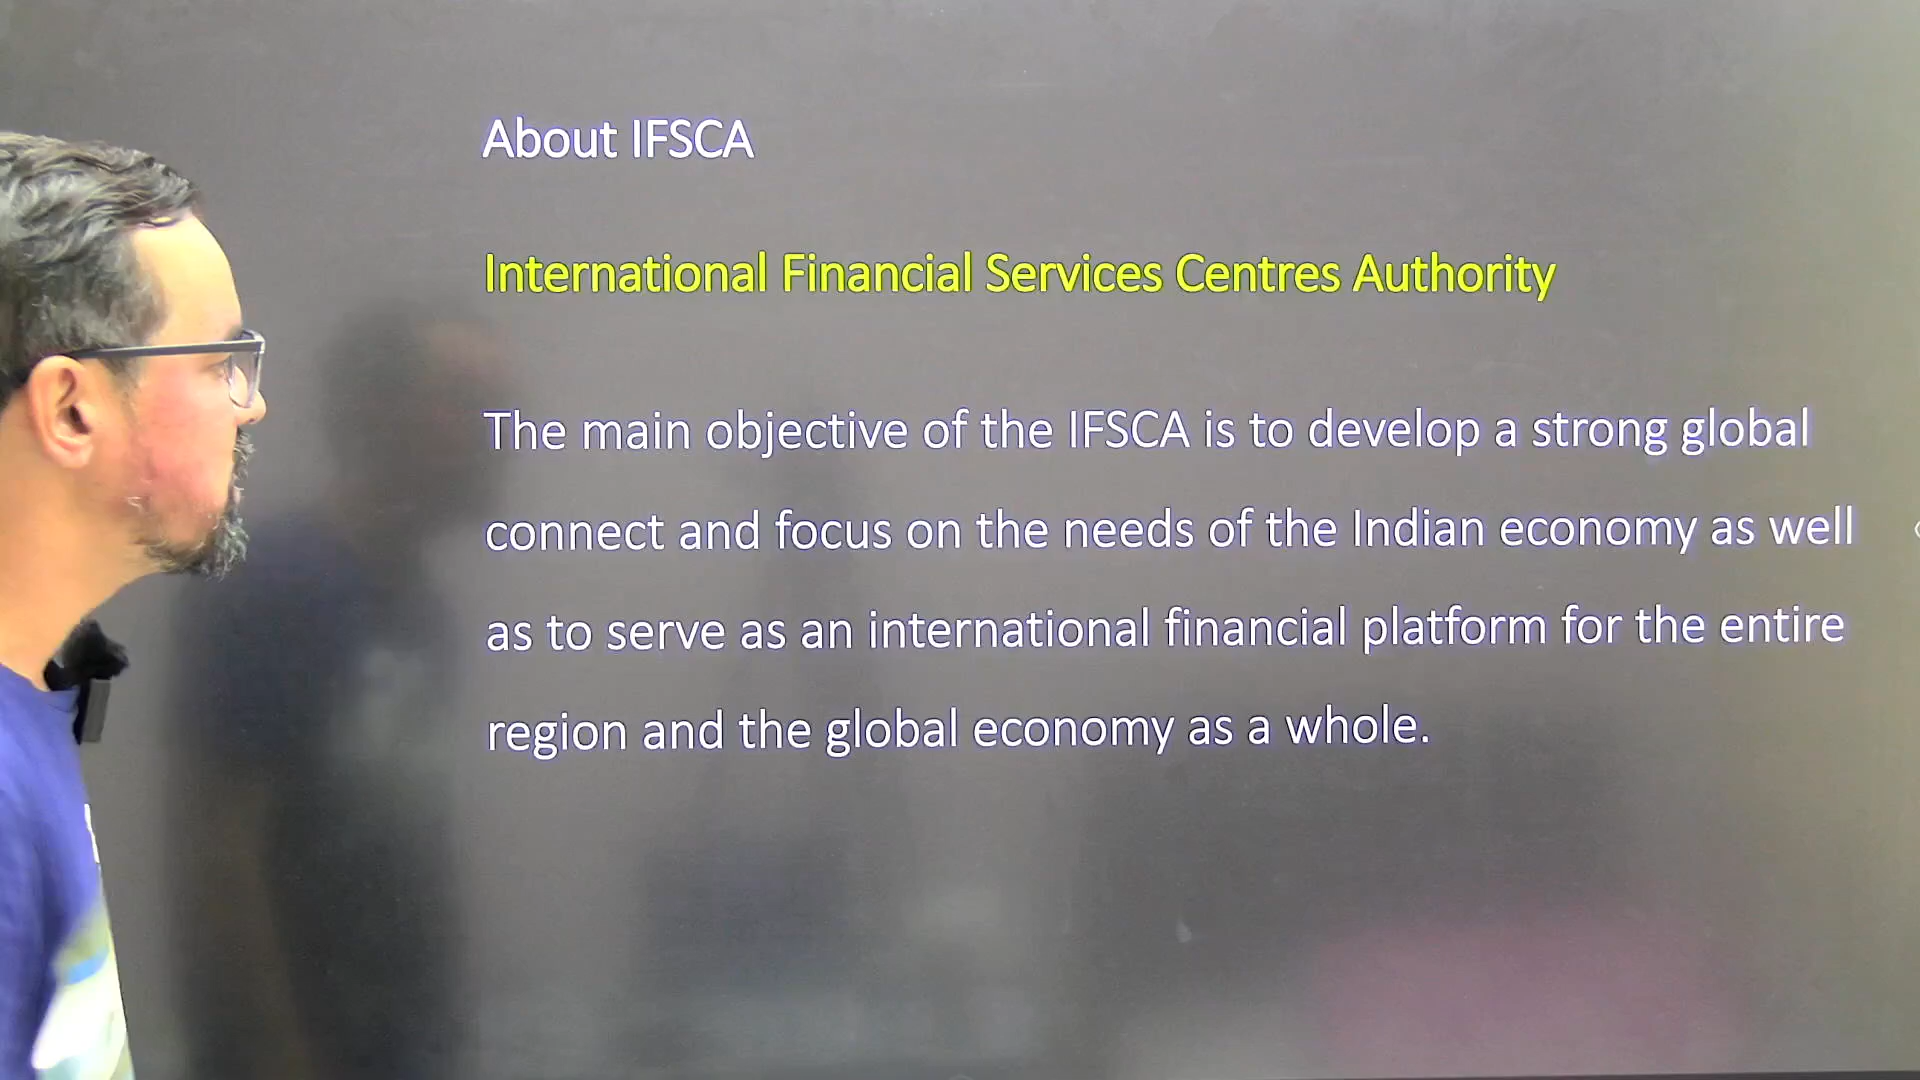 About IFSCA
International Financial Services Centres Authority
The main objective of the IFSCA is to develop a strong global
connect and focus on the needs of the Indian economy as well
as to serve as an international financial platform for the entire
region and the global economy as a whole.